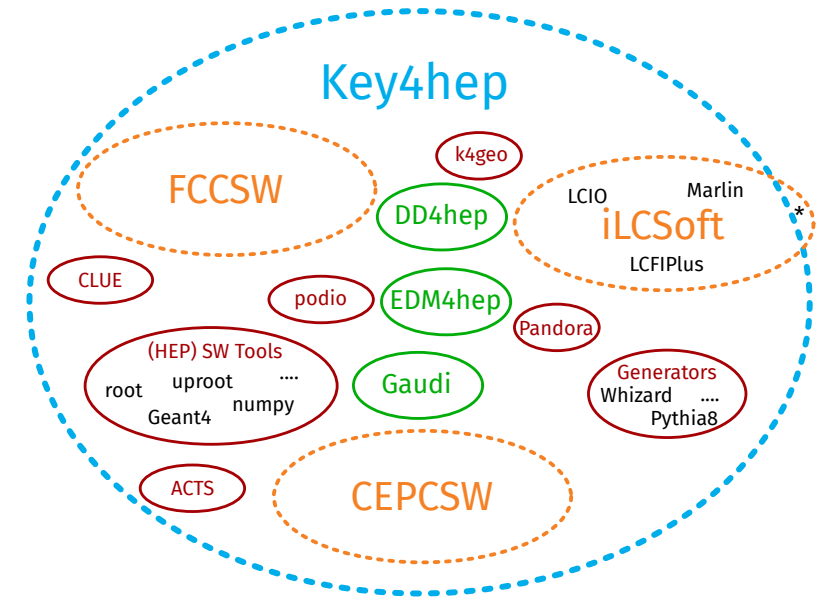 Key4hep
k4geo
FCCSW
LCIO
Marlin
DD4hep
iLCSoft
*
LCFIPlus
CLUE
podio
EDM4hep
Pandora
(HEP) SW Tools
root
uproot
....
Geant4
numpy
Gaudi
Generators
Whizard
....
Pythia8
ACTS
CEPCSW